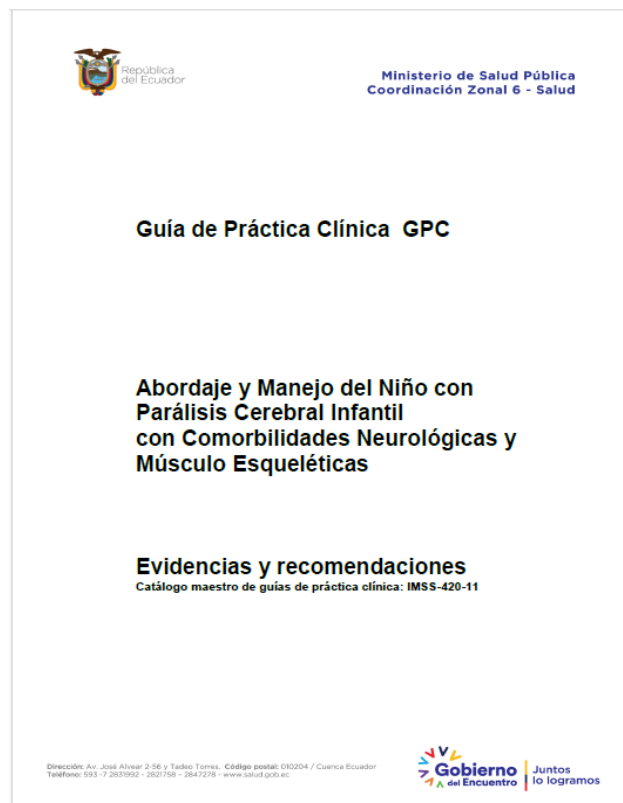 República
del Ecuador
Ministerio de Salud Pública
Coordinación Zonal 6 - Salud
Guía de Práctica Clínica GPC
Abordaje y Manejo del Niño con
Parálisis Cerebral Infantil
con Comorbilidades Neurológicas y
Músculo Esqueléticas
Evidencias y recomendaciones
Catálogo maestro de guías de práctica clínica: IMSS-420-11
Dirección: Av. José Alvear 2-56 y Tadeo Torres. Código postal: 010204 / Cuenca Ecuador
Teléfono: 593 -7 2831992 - 2821758 - 2847278 - www.salud.gob.ec
Gobierno
del Encuentro
Juntos
lo logramos